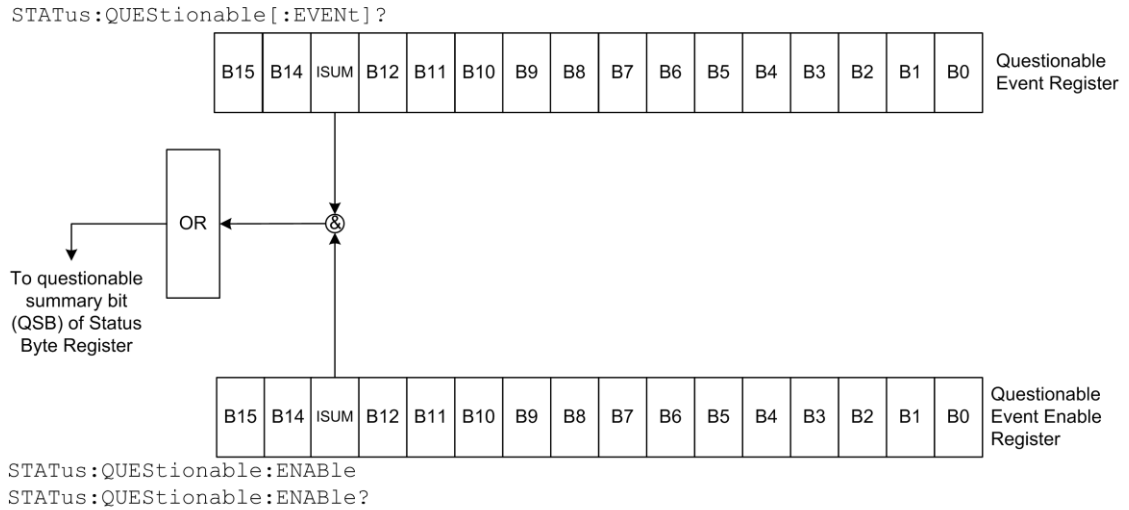 STATus:QUEStionable[:EVENt]?
B15 B14 ISUM B12 B11 B10 B9 B8 B7 B6 B5 B4 B3 B2 B1 B0
Questionable
Event Register
OR
&
To questionable
summary bit
(QSB) of Status
Byte Register
B15 B14 ISUM B12 B11 B10 B9 B8 B7 B6 B5 B4 B3 B2 B1 B0
Questionable
Event Enable
Register
STATus:QUEStionable:ENABle
STATus:QUEStionable:ENABle?